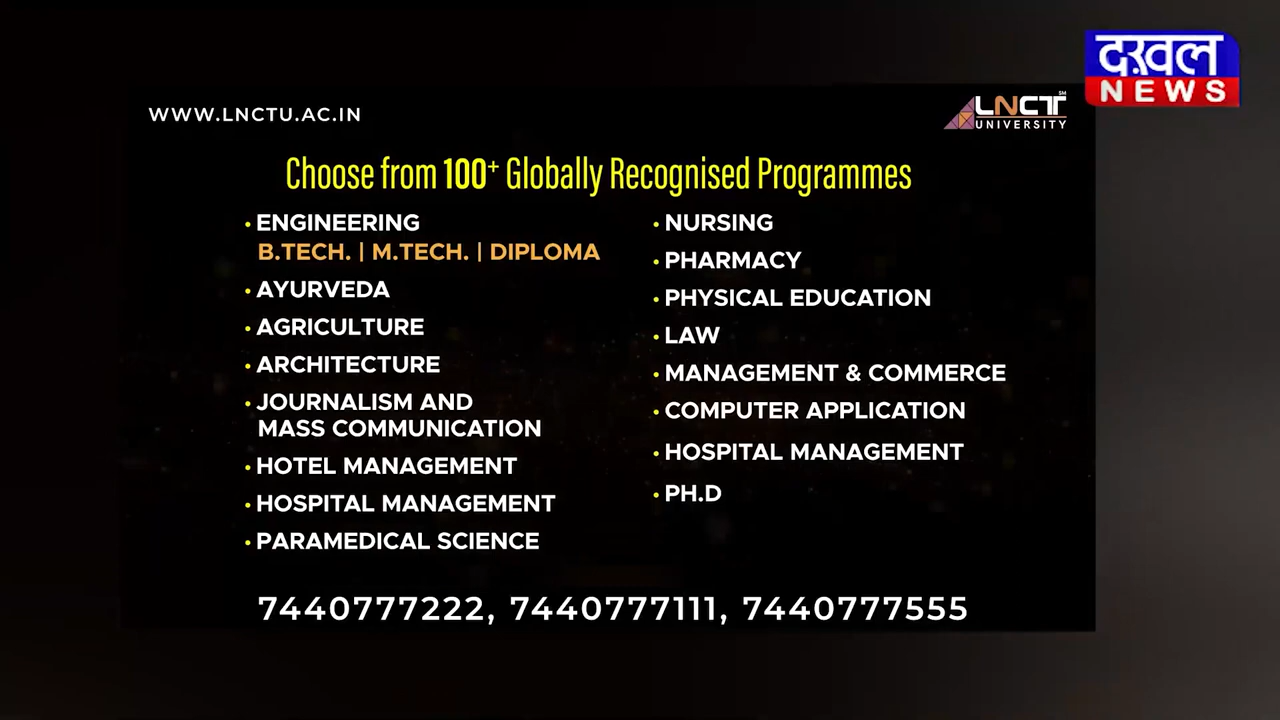 दख़ल
NEWS
WWW.LNCTU.AC.IN
LNCT SM
UNIVERSITY
Choose from 100+ Globally Recognised Programmes
• ENGINEERING
B.TECH. | M.TECH. | DIPLOMA
• AYURVEDA
• AGRICULTURE
• ARCHITECTURE
• JOURNALISM AND
MASS COMMUNICATION
• HOTEL MANAGEMENT
• HOSPITAL MANAGEMENT
• PARAMEDICAL SCIENCE
• NURSING
• PHARMACY
• PHYSICAL EDUCATION
• LAW
• MANAGEMENT & COMMERCE
• COMPUTER APPLICATION
• HOSPITAL MANAGEMENT
• PH.D
7440777222, 7440777111, 7440777555